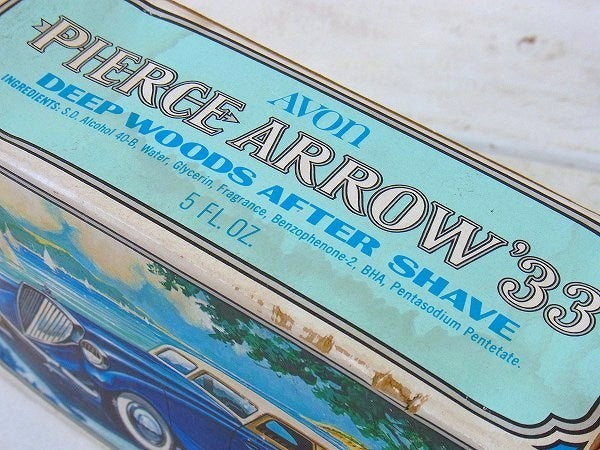 AVON
PIERCE ARROW '33
DEEP WOODS AFTER SHAVE
INGREDIENTS: S.D. Alcohol 40-B, Water, Glycerin, Fragrance, Benzophenone-2, BHA, Pentasodium Pentetate.
5 FL. OZ.